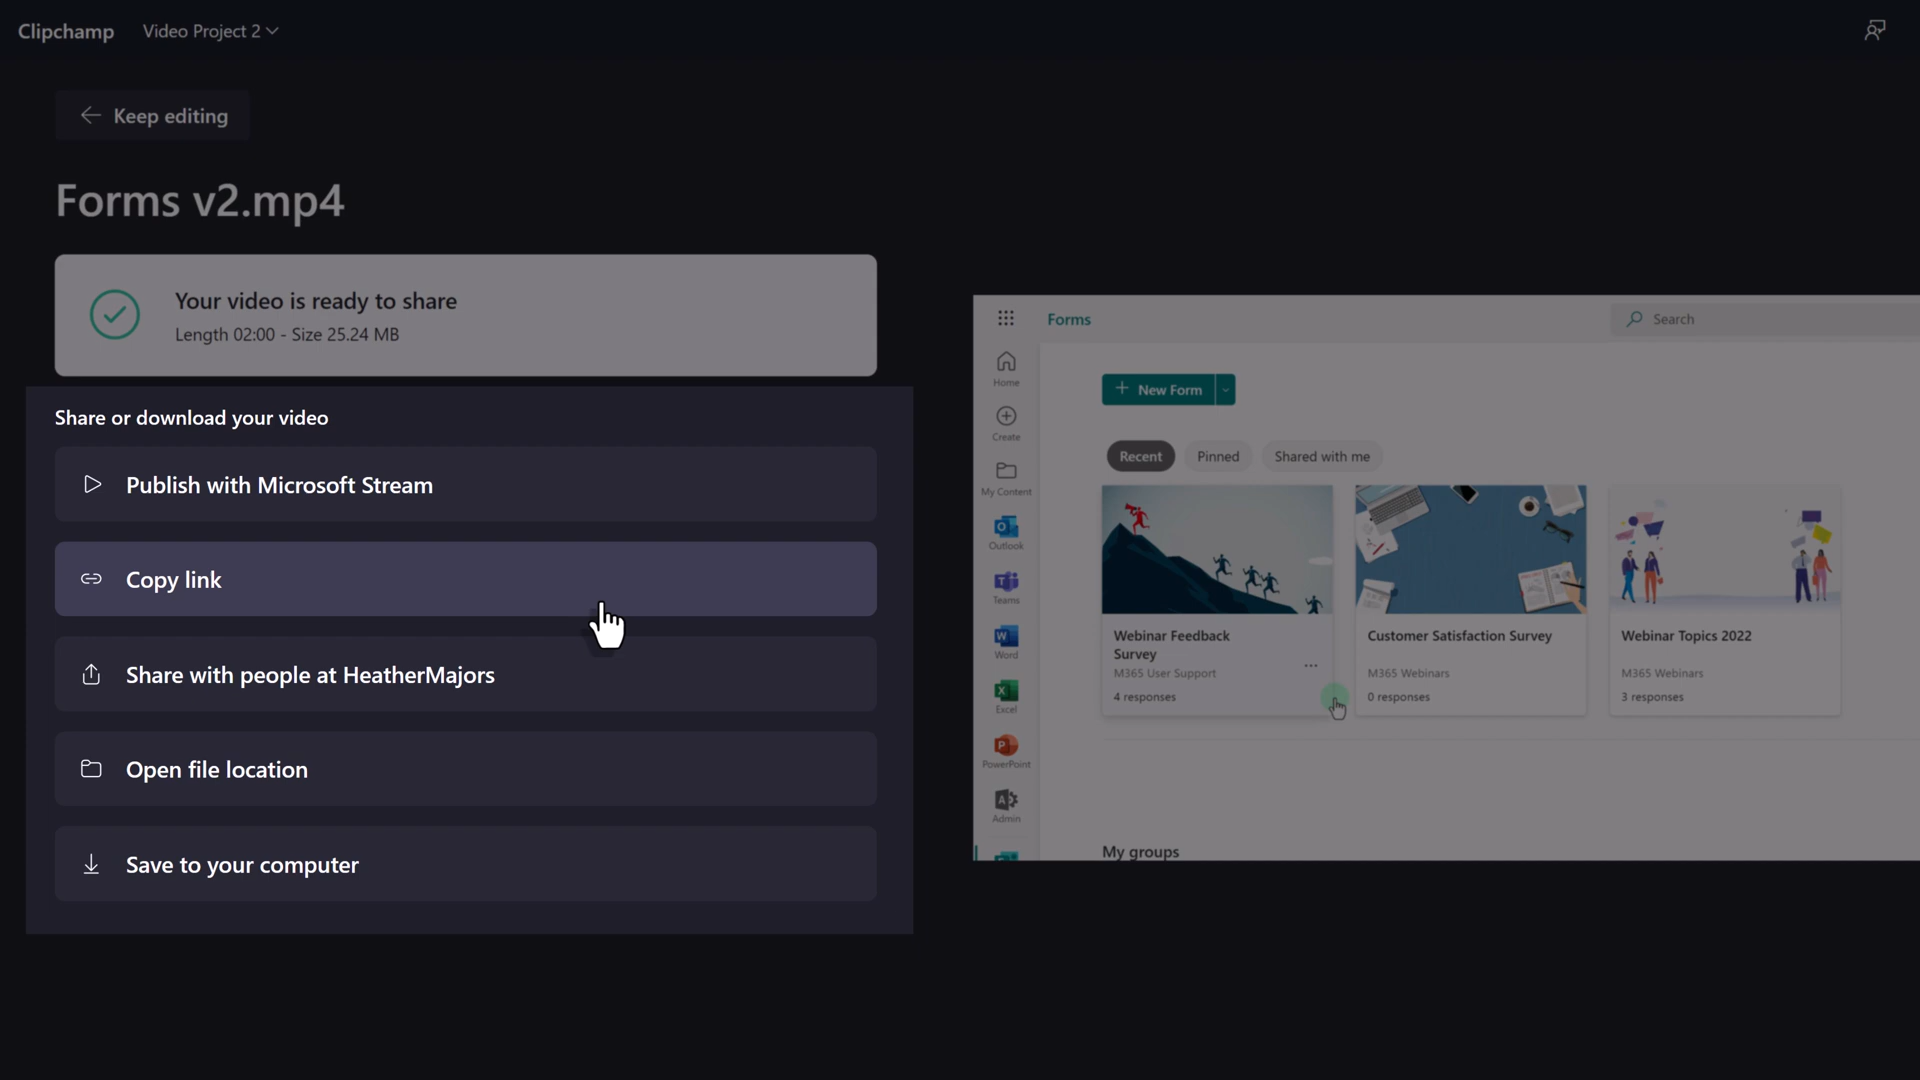 Clipchamp
Video Project 2
Keep editing
Forms v2.mp4
Your video is ready to share
Length 02:00 - Size 25.24 MB
Share or download your video
Publish with Microsoft Stream
Copy link
Share with people at HeatherMajors
Open file location
Save to your computer
Forms
Search
Home
Create
My Content
Outlook
Teams
Word
Excel
PowerPoint
Admin
New Form
Recent
Pinned
Shared with me
Webinar Feedback
Survey
M365 User Support
4 responses
Customer Satisfaction Survey
M365 Webinars
0 responses
Webinar Topics 2022
M365 Webinars
3 responses
My groups